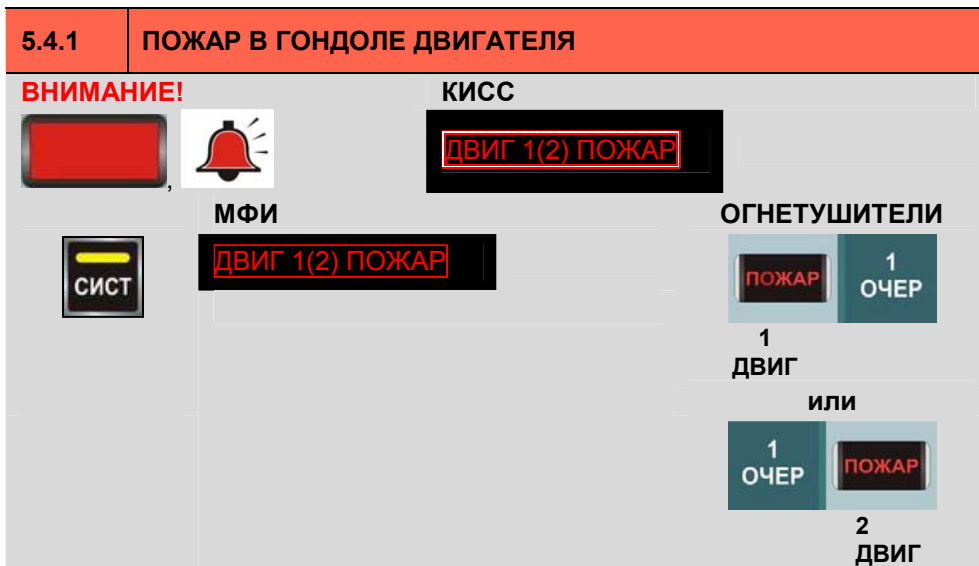 5.4.1 ПОЖАР В ГОНДОЛЕ ДВИГАТЕЛЯ
ВНИМАНИЕ! КИСС
, ДВИГ 1(2) ПОЖАР
МФИ ОГНЕТУШИТЕЛИ
СИСТ ДВИГ 1(2) ПОЖАР
ПОЖАР 1
ОЧЕР
1
ДВИГ
или
1
ОЧЕР ПОЖАР
2
ДВИГ